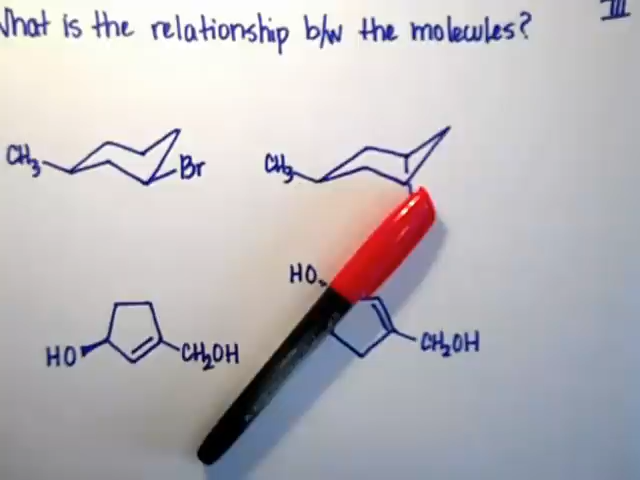 What is the relationship b/w the molecules?
III
CH3 Br CH3
HO
HO CH2OH CH2OH